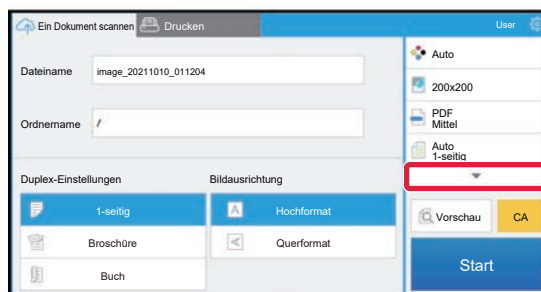 Ein Dokument scannen
Drucken
User
Dateiname
image_20211010_011204
Ordnername
/
Duplex-Einstellungen
Bildausrichtung
1-seitig
Hochformat
Broschüre
Querformat
Buch
Auto
200x200
PDF
Mittel
Auto
1-seitig
Vorschau
CA
Start